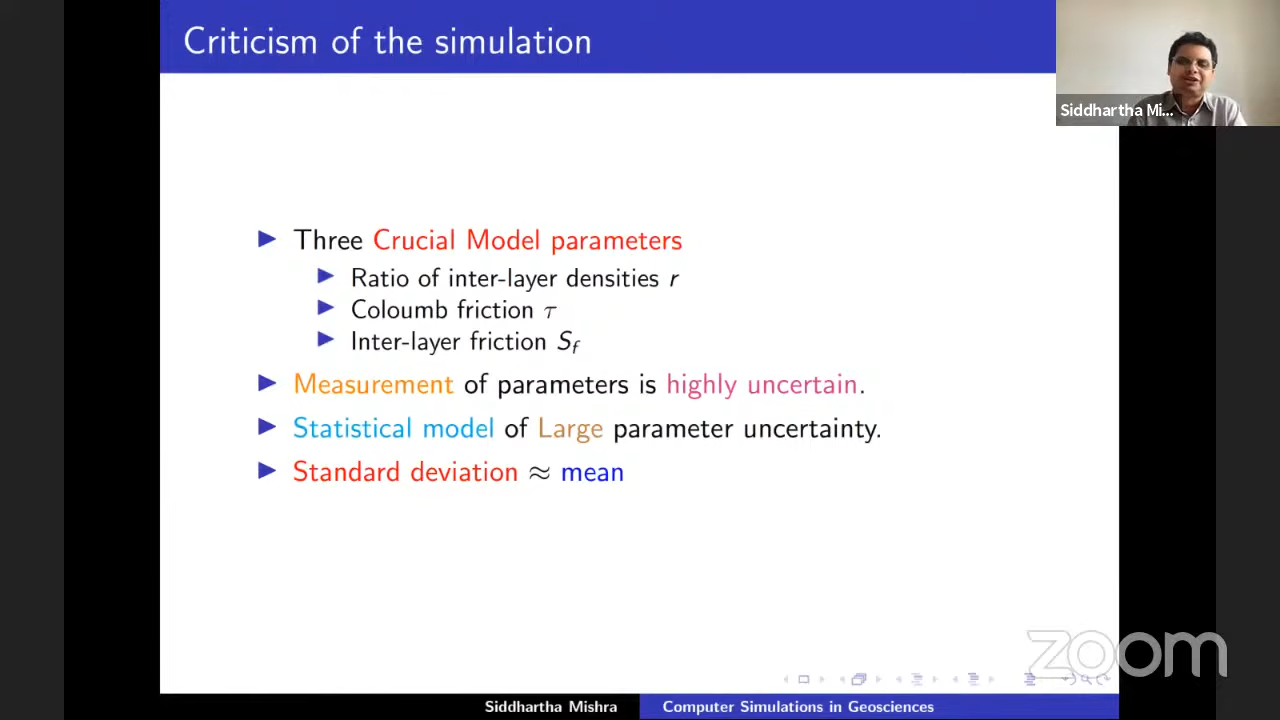 Criticism of the simulation
Siddhartha Mi...
Three Crucial Model parameters
Ratio of inter-layer densities r
Coloumb friction τ
Inter-layer friction Sf
Measurement of parameters is highly uncertain.
Statistical model of Large parameter uncertainty.
Standard deviation ≈ mean
zoom
Siddhartha Mishra
Computer Simulations in Geosciences